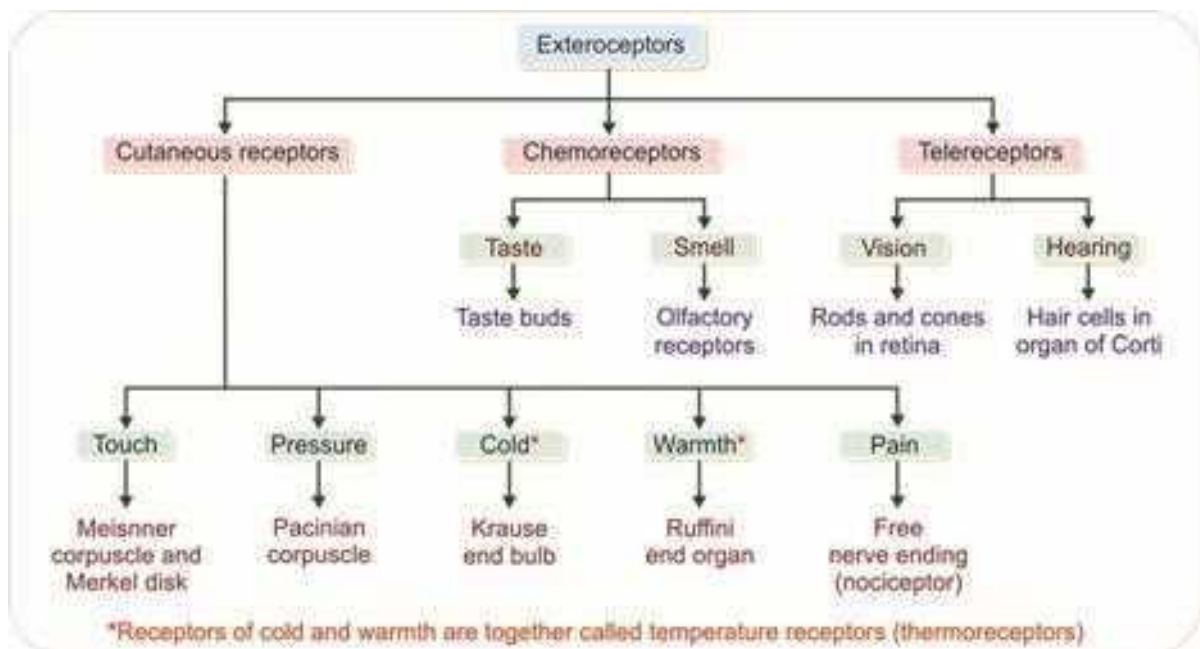 Exteroceptors
Cutaneous receptors
Chemoreceptors
Telereceptors
Taste
Smell
Vision
Hearing
Taste buds
Olfactory
receptors
Rods and cones
in retina
Hair cells in
organ of Corti
Touch
Pressure
Cold*
Warmth*
Pain
Meisnner
corpuscle and
Merkel disk
Pacinian
corpuscle
Krause
end bulb
Ruffini
end organ
Free
nerve ending
(nociceptor)
*Receptors of cold and warmth are together called temperature receptors (thermoreceptors)